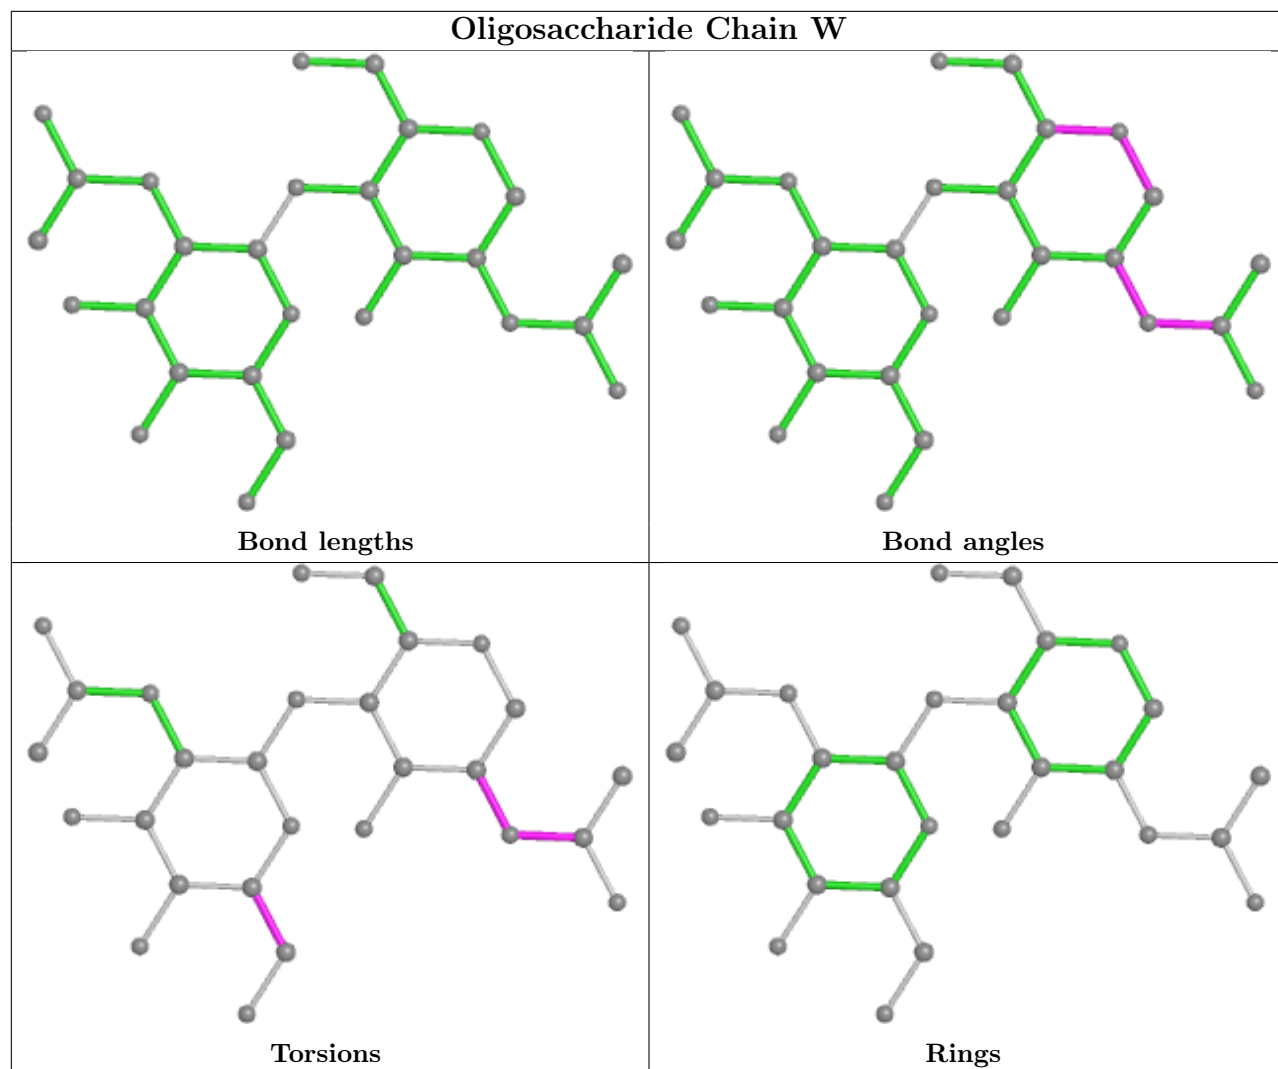 Oligosaccharide Chain W
Bond lengths
Bond angles
Torsions
Rings